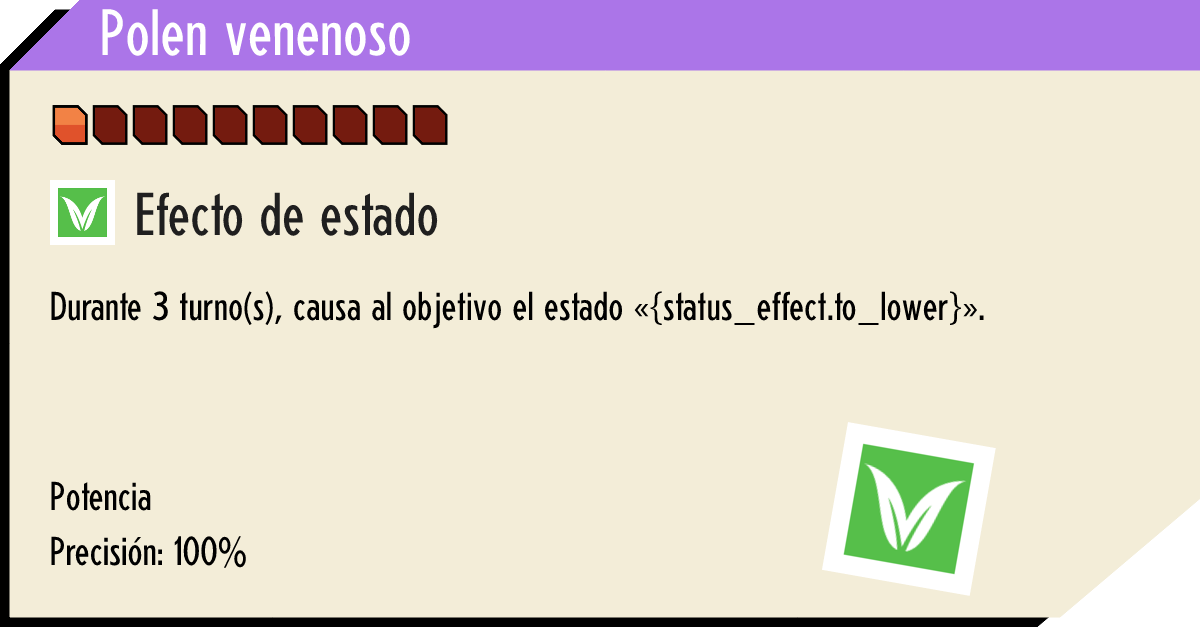 Polen venenoso
Efecto de estado
Durante 3 turno(s), causa al objetivo el estado «{status_effect.to_lower}».
Potencia
Precisión: 100%